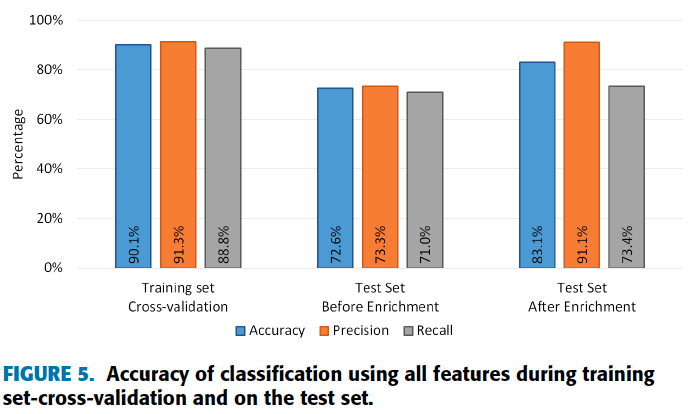 100%
80%
60%
40%
20%
0%
Percentage
90.1%
91.3%
88.8%
72.6%
73.3%
71.0%
83.1%
91.1%
73.4%
Training set
Cross-validation
Test Set
Before Enrichment
Test Set
After Enrichment
Accuracy Precision Recall
FIGURE 5. Accuracy of classification using all features during training
set-cross-validation and on the test set.